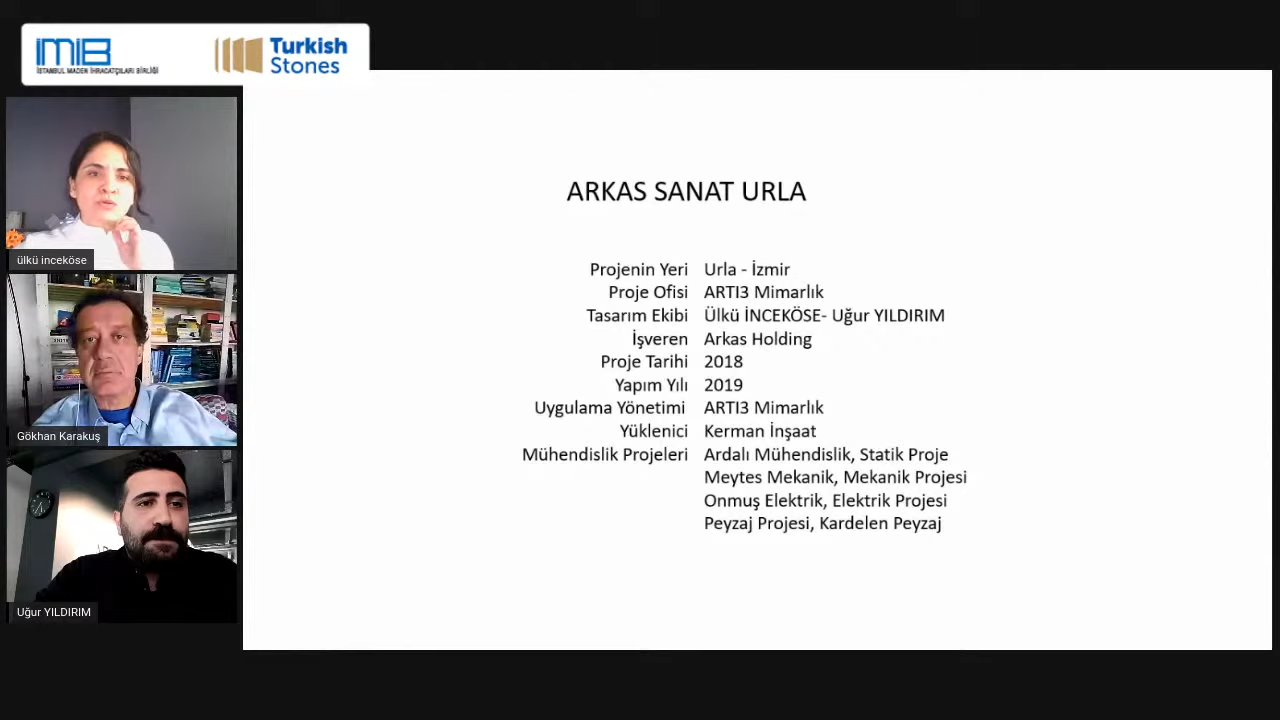 imiB
İSTANBUL MADEN İHRACATÇILARI BİRLİĞİ
Turkish
Stones
ülkü inceköse
Gökhan Karakuş
Uğur YILDIRIM
ARKAS SANAT URLA
Projenin Yeri Urla - İzmir
Proje Ofisi ARTI3 Mimarlık
Tasarım Ekibi Ülkü İNCEKÖSE- Uğur YILDIRIM
İşveren Arkas Holding
Proje Tarihi 2018
Yapım Yılı 2019
Uygulama Yönetimi ARTI3 Mimarlık
Yüklenici Kerman İnşaat
Mühendislik Projeleri Ardalı Mühendislik, Statik Proje
Meytes Mekanik, Mekanik Projesi
Onmuş Elektrik, Elektrik Projesi
Peyzaj Projesi, Kardelen Peyzaj